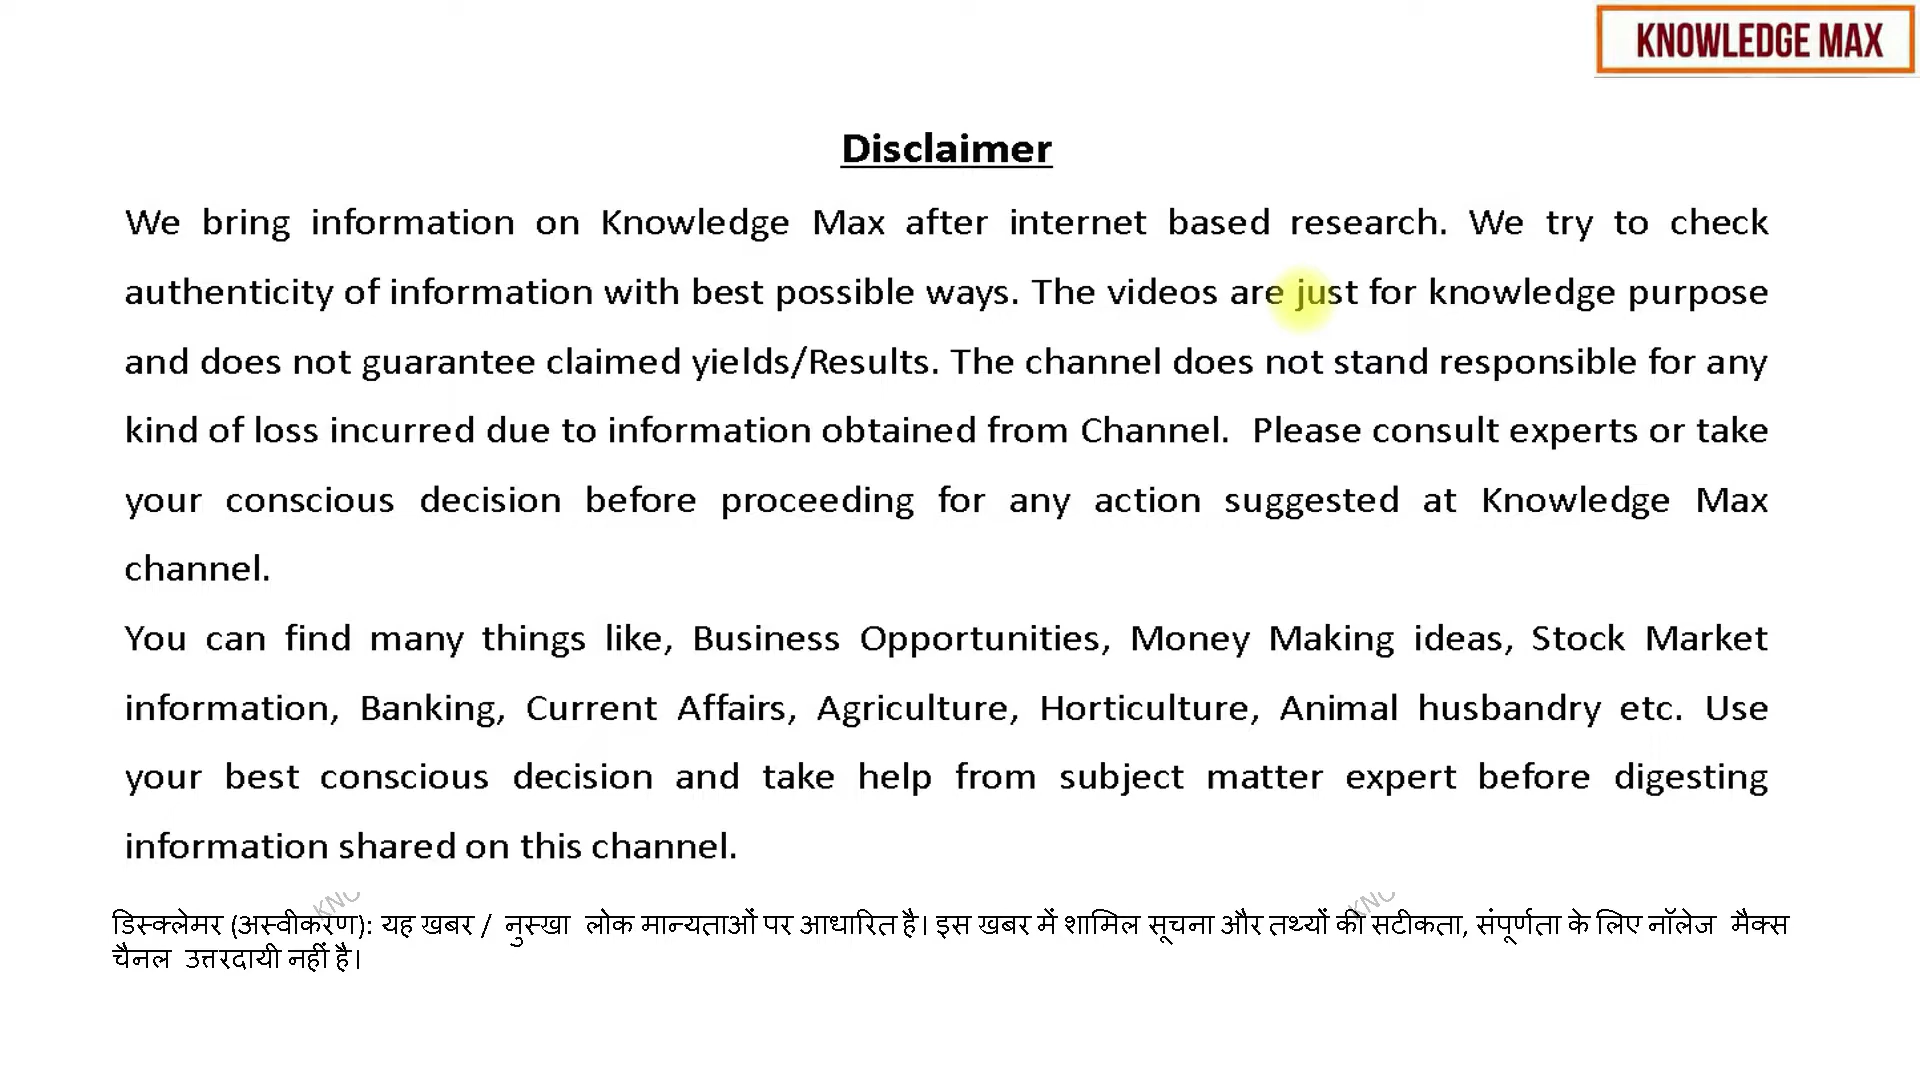 KNOWLEDGE MAX
Disclaimer
We bring information on Knowledge Max after internet based research. We try to check
authenticity of information with best possible ways. The videos are just for knowledge purpose
and does not guarantee claimed yields/Results. The channel does not stand responsible for any
kind of loss incurred due to information obtained from Channel. Please consult experts or take
your conscious decision before proceeding for any action suggested at Knowledge Max
channel.
You can find many things like, Business Opportunities, Money Making ideas, Stock Market
information, Banking, Current Affairs, Agriculture, Horticulture, Animal husbandry etc. Use
your best conscious decision and take help from subject matter expert before digesting
information shared on this channel.
डिस्क्लेमर (अस्वीकरण): यह खबर / नुस्खा लोक मान्यताओं पर आधारित है। इस खबर में शामिल सूचना और तथ्यों की सटीकता, संपूर्णता के लिए नॉलेज मैक्स
चैनल उत्तरदायी नहीं है।